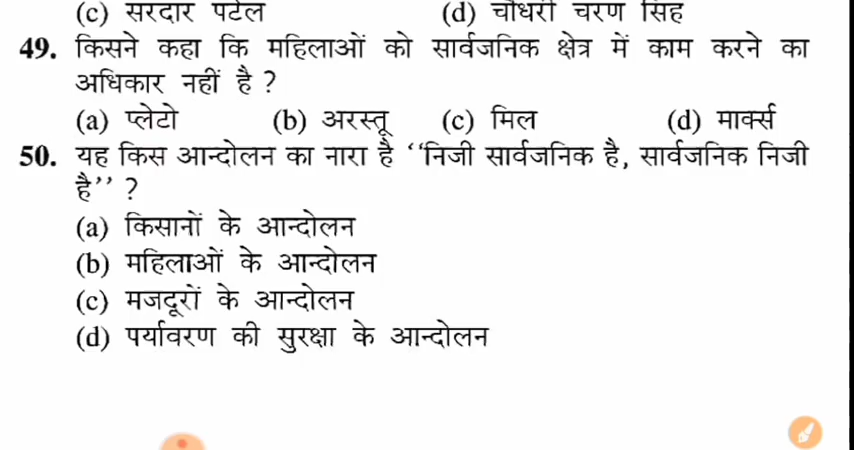 (c) सरदार पटेल (d) चौधरी चरण सिंह
49. किसने कहा कि महिलाओं को सार्वजनिक क्षेत्र में काम करने का
अधिकार नहीं है ?
(a) प्लेटो (b) अरस्तू (c) मिल (d) मार्क्स
50. यह किस आन्दोलन का नारा है ‘‘निजी सार्वजनिक है, सार्वजनिक निजी
है’’ ?
(a) किसानों के आन्दोलन
(b) महिलाओं के आन्दोलन
(c) मजदूरों के आन्दोलन
(d) पर्यावरण की सुरक्षा के आन्दोलन